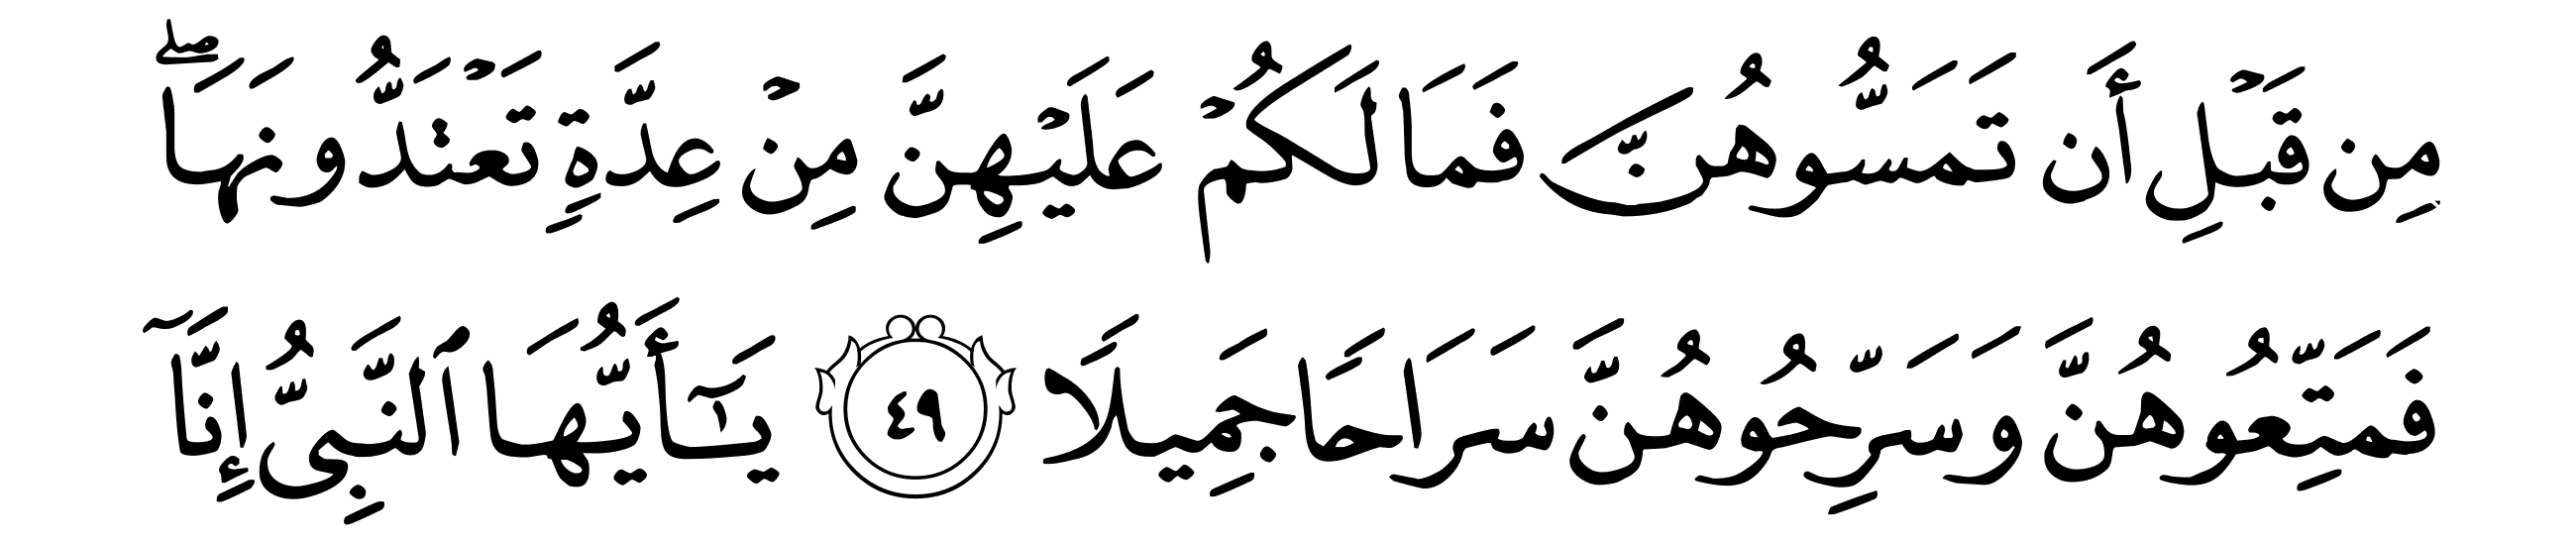 مِن قَبْلِ أَن تَمَسُّوهُنَّ فَمَا لَكُمْ عَلَيْهِنَّ مِنْ عِدَّةٍ تَعْتَدُّونَهَا ۖ
فَمَتِّعُوهُنَّ وَسَرِّحُوهُنَّ سَرَاحًا جَمِيلًا ٤٩ يَـٰٓأَيُّهَا ٱلنَّبِىُّ إِنَّآ